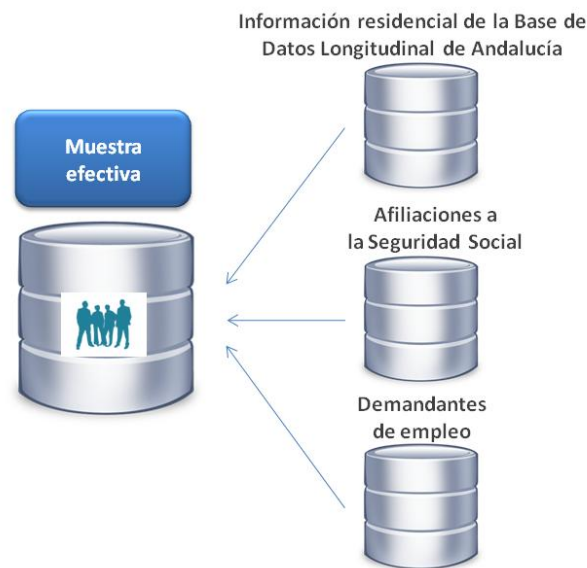 Información residencial de la Base de
Datos Longitudinal de Andalucía
Muestra
efectiva
Afiliaciones a
la Seguridad Social
Demandantes
de empleo